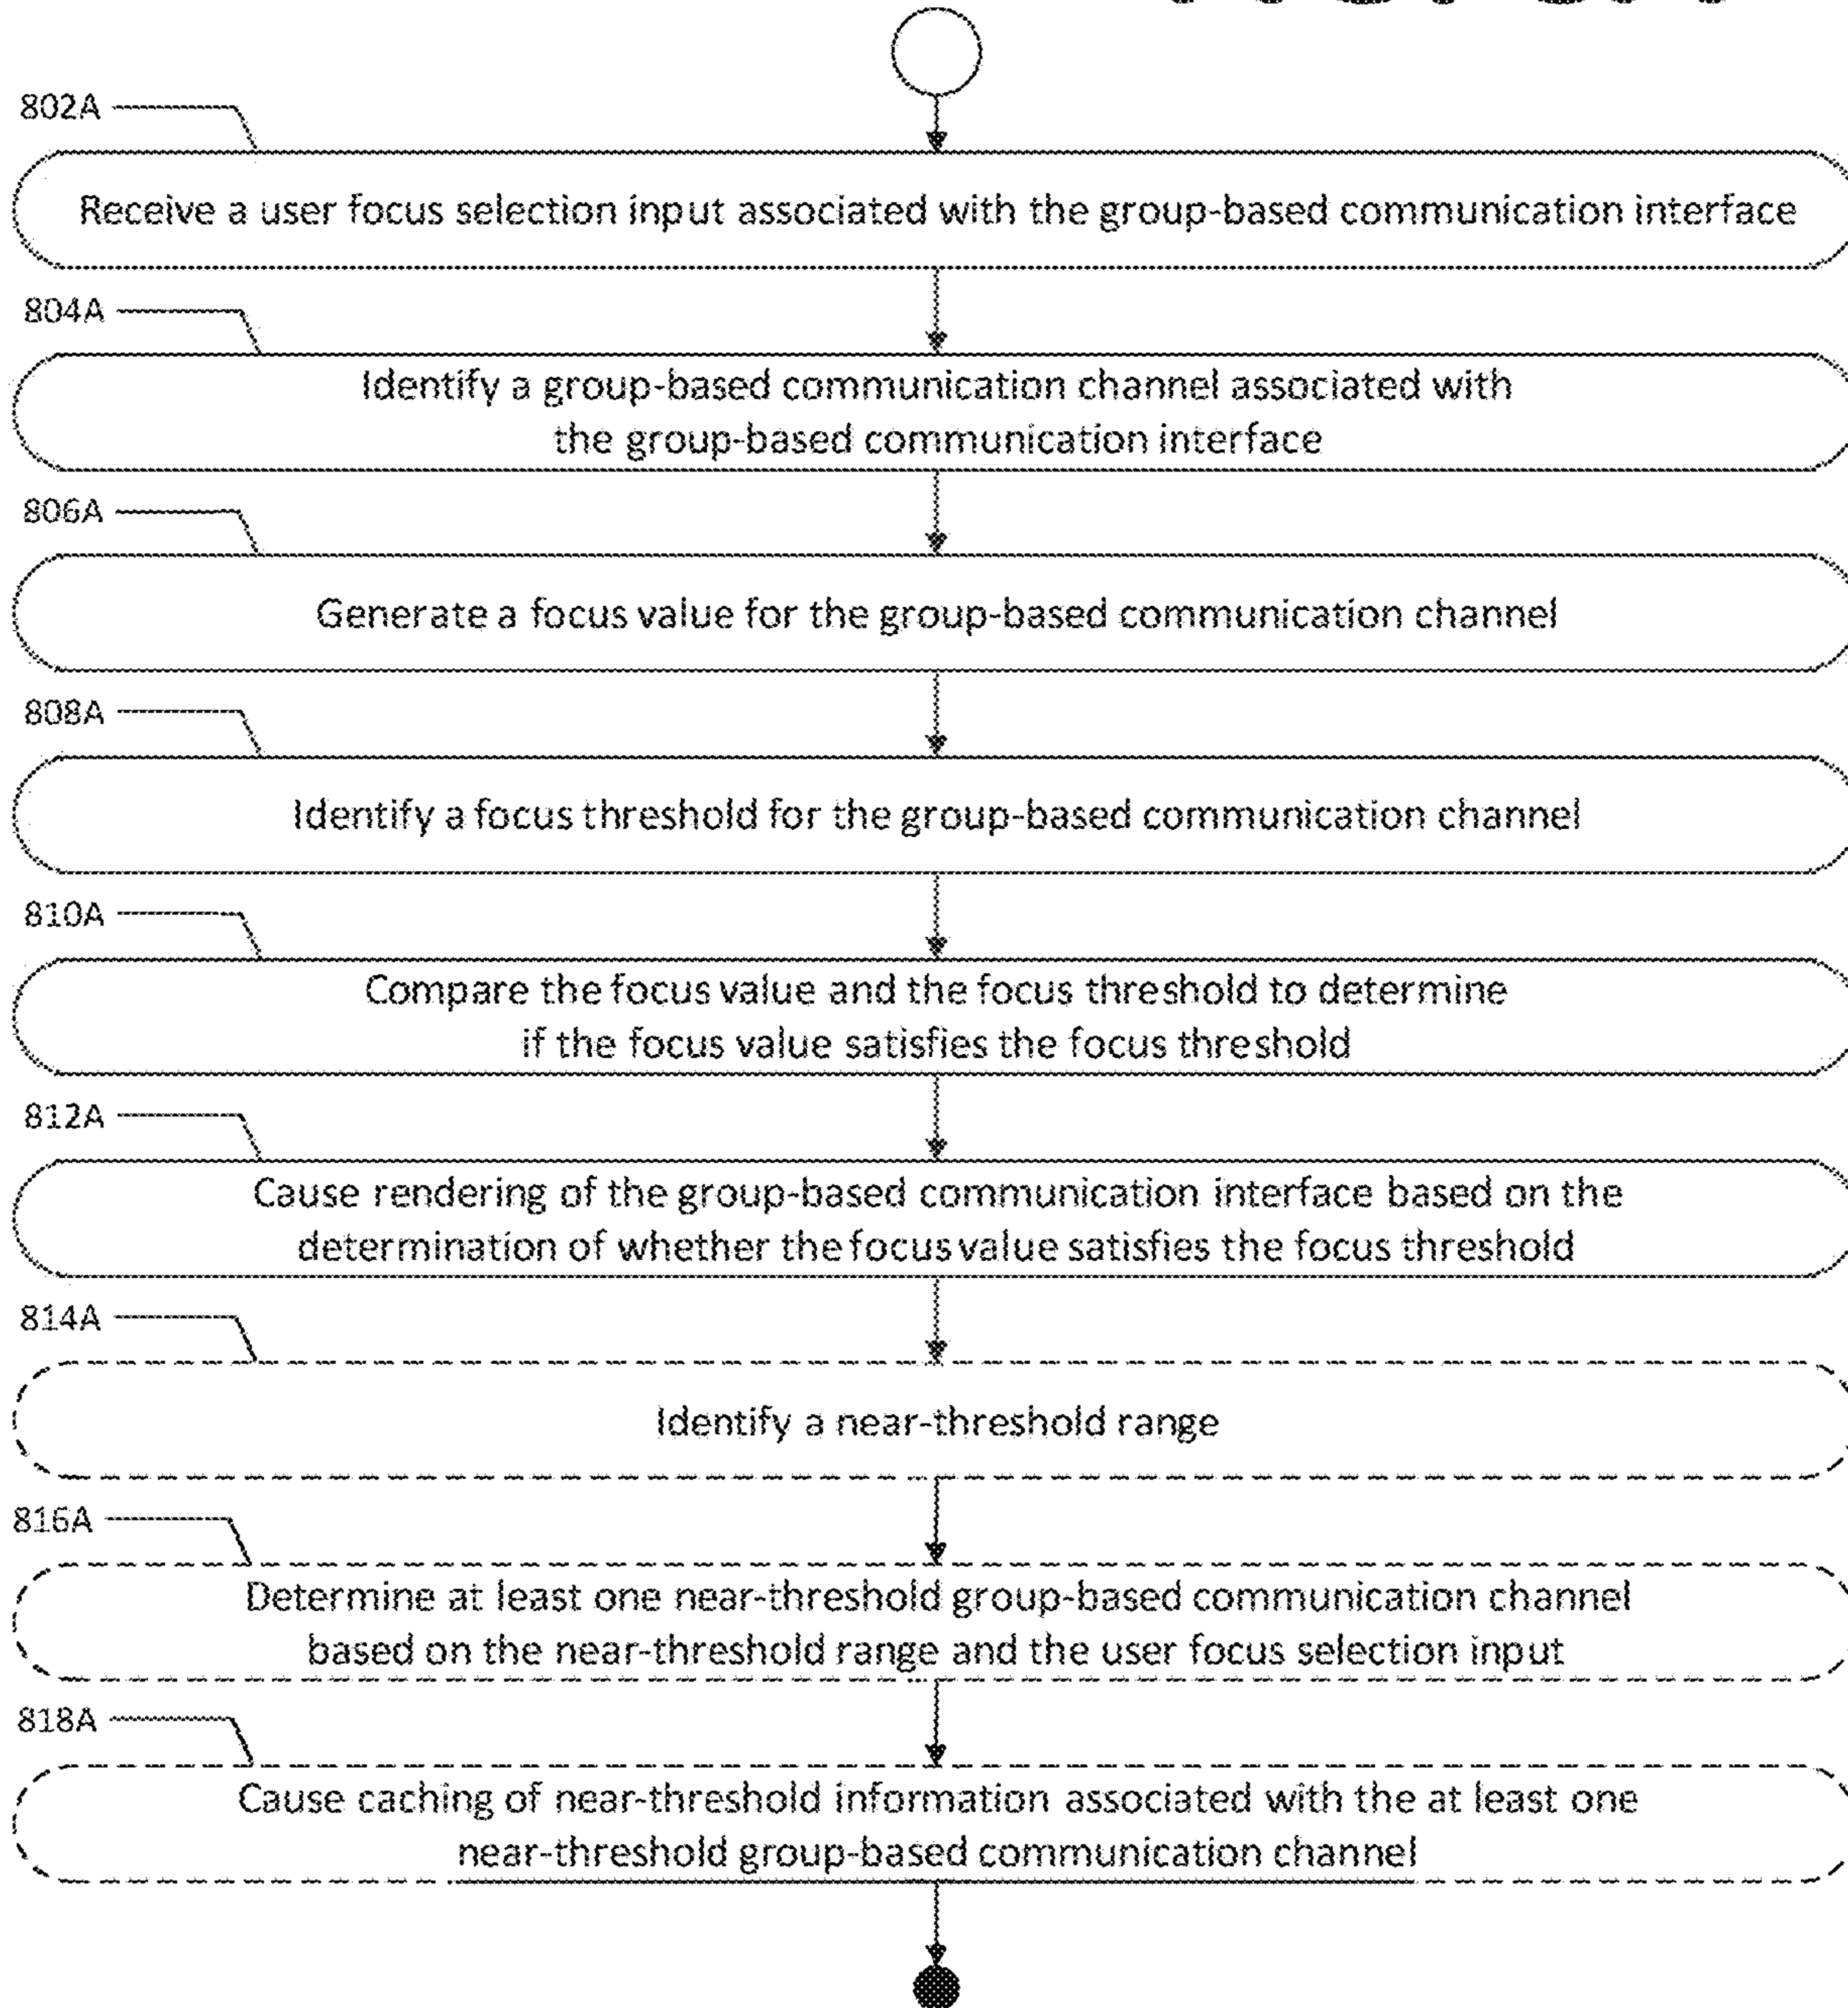 802A
Receive a user focus selection input associated with the group-based communication interface
804A
Identify a group-based communication channel associated with
the group-based communication interface
806A
Generate a focus value for the group-based communication channel
808A
Identify a focus threshold for the group-based communication channel
810A
Compare the focus value and the focus threshold to determine
if the focus value satisfies the focus threshold
812A
Cause rendering of the group-based communication interface based on the
determination of whether the focus value satisfies the focus threshold
814A
Identify a near-threshold range
816A
Determine at least one near-threshold group-based communication channel
based on the near-threshold range and the user focus selection input
818A
Cause caching of near-threshold information associated with the at least one
near-threshold group-based communication channel